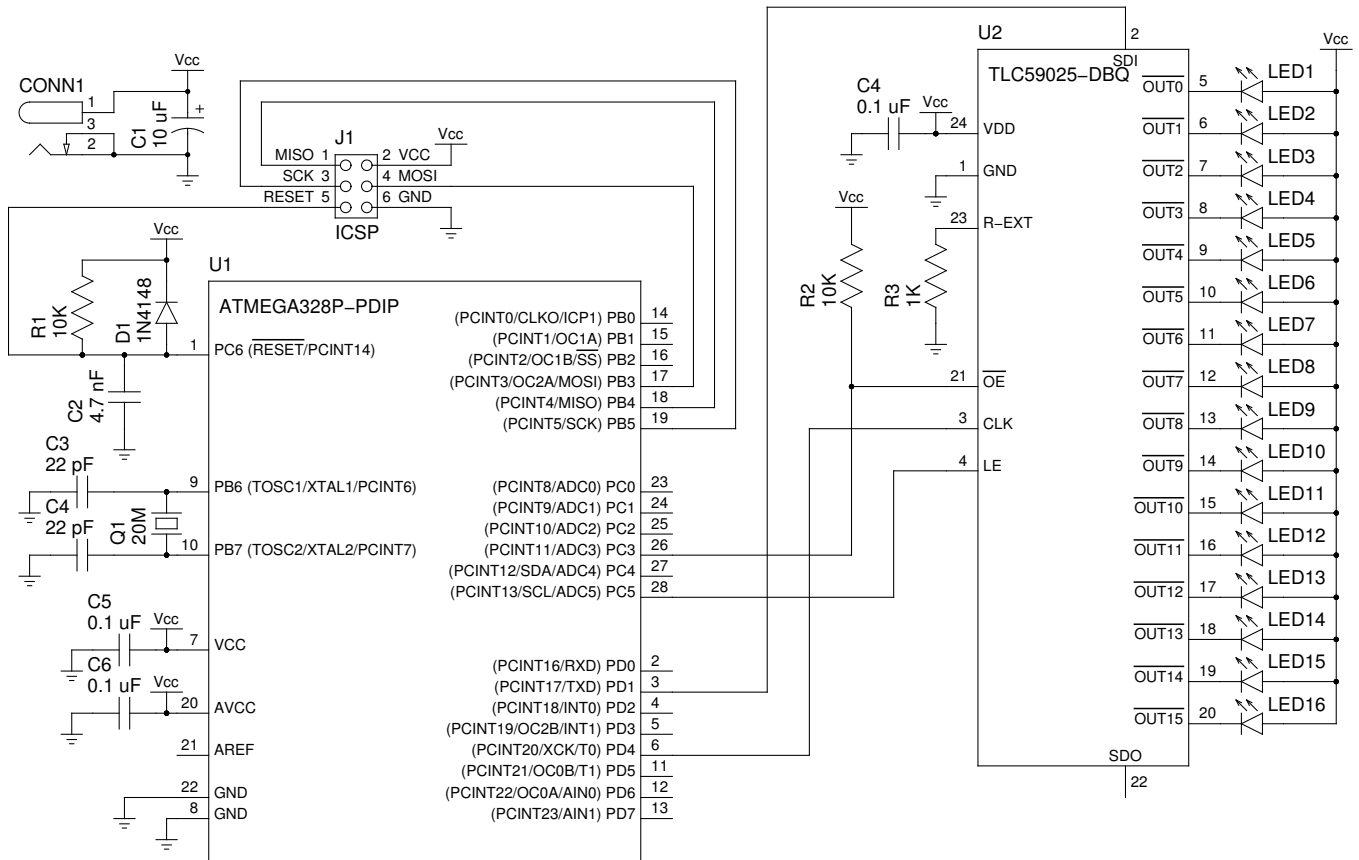 CONN1
1
3
2
Vcc
C1
10 uF
+
J1
MISO 1
SCK 3
RESET 5
2 VCC
4 MOSI
6 GND
ICSP
Vcc
Vcc
R1
10K
D1
1N4148
C2
4.7 nF
C3
22 pF
C4
22 pF
Q1
20M
C5
0.1 uF
Vcc
C6
0.1 uF
Vcc
U1
ATMEGA328P-PDIP
1 PC6 (RESET/PCINT14)
9 PB6 (TOSC1/XTAL1/PCINT6)
10 PB7 (TOSC2/XTAL2/PCINT7)
7 VCC
20 AVCC
21 AREF
22 GND
8 GND
(PCINT0/CLKO/ICP1) PB0 14
(PCINT1/OC1A) PB1 15
(PCINT2/OC1B/SS) PB2 16
(PCINT3/OC2A/MOSI) PB3 17
(PCINT4/MISO) PB4 18
(PCINT5/SCK) PB5 19
(PCINT8/ADC0) PC0 23
(PCINT9/ADC1) PC1 24
(PCINT10/ADC2) PC2 25
(PCINT11/ADC3) PC3 26
(PCINT12/SDA/ADC4) PC4 27
(PCINT13/SCL/ADC5) PC5 28
(PCINT16/RXD) PD0 2
(PCINT17/TXD) PD1 3
(PCINT18/INT0) PD2 4
(PCINT19/OC2B/INT1) PD3 5
(PCINT20/XCK/T0) PD4 6
(PCINT21/OC0B/T1) PD5 11
(PCINT22/OC0A/AIN0) PD6 12
(PCINT23/AIN1) PD7 13
C4
0.1 uF
Vcc
Vcc
R2
10K
R3
1K
U2
2
SDI
TLC59025-DBQ
24 VDD
1 GND
23 R-EXT
21 OE
3 CLK
4 LE
Vcc
OUT0 5 LED1
OUT1 6 LED2
OUT2 7 LED3
OUT3 8 LED4
OUT4 9 LED5
OUT5 10 LED6
OUT6 11 LED7
OUT7 12 LED8
OUT8 13 LED9
OUT9 14 LED10
OUT10 15 LED11
OUT11 16 LED12
OUT12 17 LED13
OUT13 18 LED14
OUT14 19 LED15
OUT15 20 LED16
SDO
22